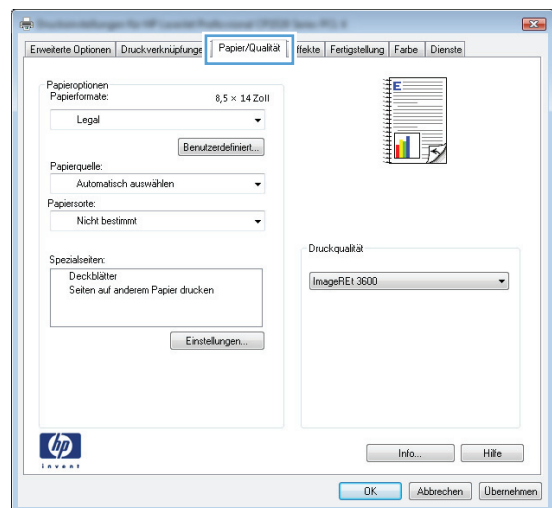 Erweiterte Optionen Druckverknüpfunge Papier/Qualität ffekte Fertigstellung Farbe Dienste
Papieroptionen
Papierformate: 8,5 × 14 Zoll
Legal
Benutzerdefiniert...
Papierquelle:
Automatisch auswählen
Papiersorte:
Nicht bestimmt
Spezialseiten:
Deckblätter
Seiten auf anderem Papier drucken
Einstellungen...
E
Druckqualität
ImageREt 3600
hp
invent
Info... Hilfe
OK Abbrechen Übernehmen